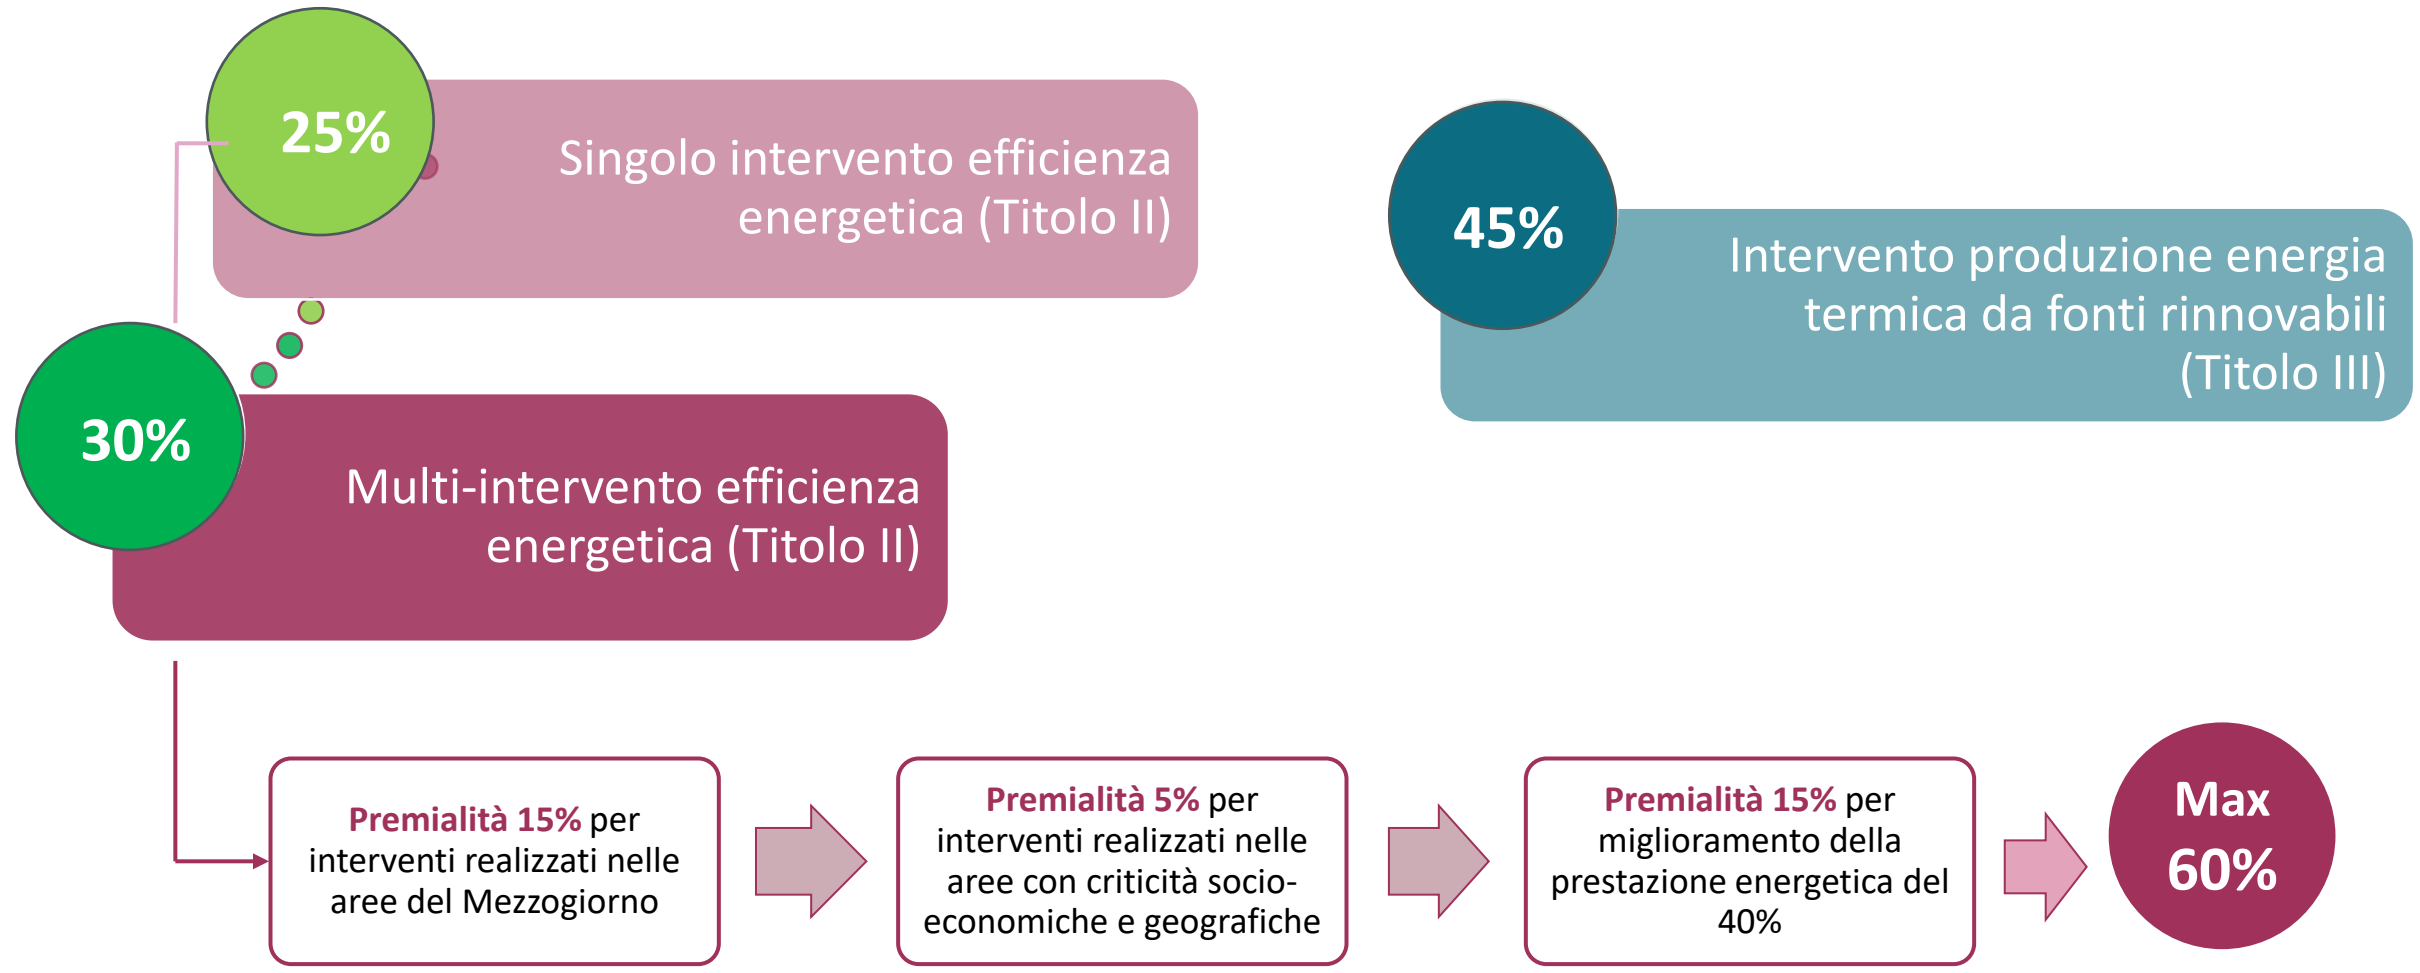 25%
Singolo intervento efficienza
energetica (Titolo II)
45%
Intervento produzione energia
termica da fonti rinnovabili
(Titolo III)
30%
Multi-intervento efficienza
energetica (Titolo II)
Premialità 15% per
interventi realizzati nelle
aree del Mezzogiorno
Premialità 5% per
interventi realizzati nelle
aree con criticità socio-
economiche e geografiche
Premialità 15% per
miglioramento della
prestazione energetica del
40%
Max
60%